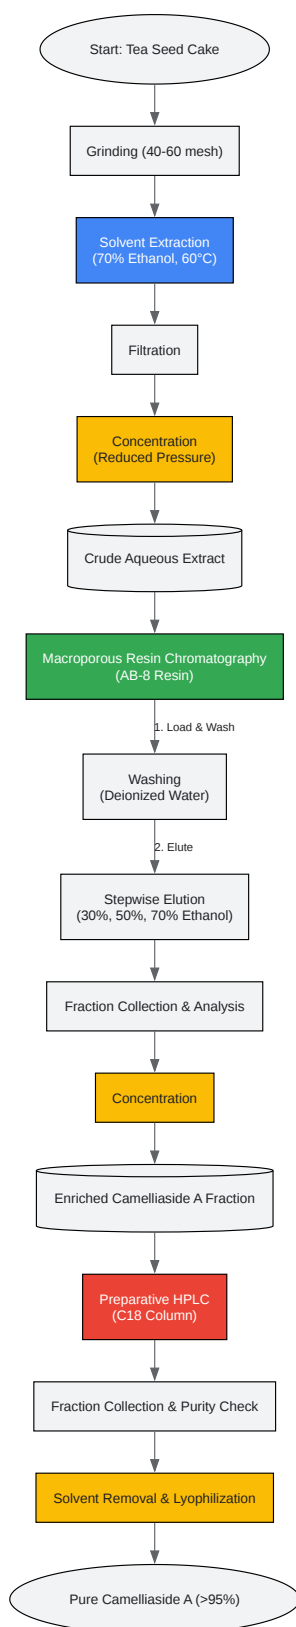 Start: Tea Seed Cake
Grinding (40-60 mesh)
Solvent Extraction
(70% Ethanol, 60°C)
Filtration
Concentration
(Reduced Pressure)
Crude Aqueous Extract
Macroporous Resin Chromatography
(AB-8 Resin)
1. Load & Wash
Washing
(Deionized Water)
2. Elute
Stepwise Elution
(30%, 50%, 70% Ethanol)
Fraction Collection & Analysis
Concentration
Enriched Camelliaside A Fraction
Preparative HPLC
(C18 Column)
Fraction Collection & Purity Check
Solvent Removal & Lyophilization
Pure Camelliaside A (>95%)